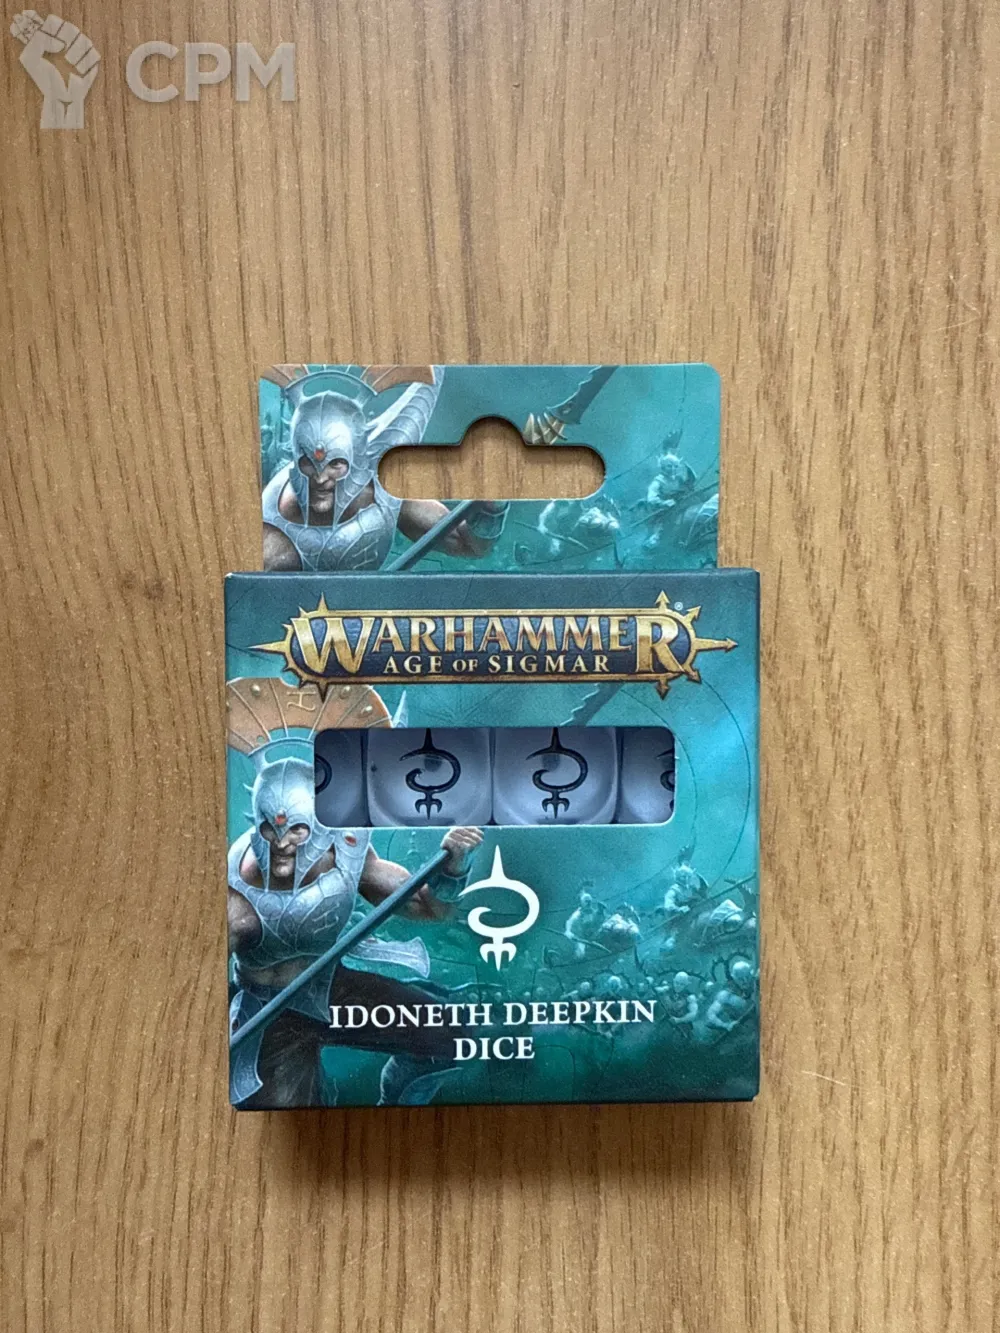 CPM
WARHAMMER®
AGE OF SIGMAR
IDONETH DEEPKIN
DICE